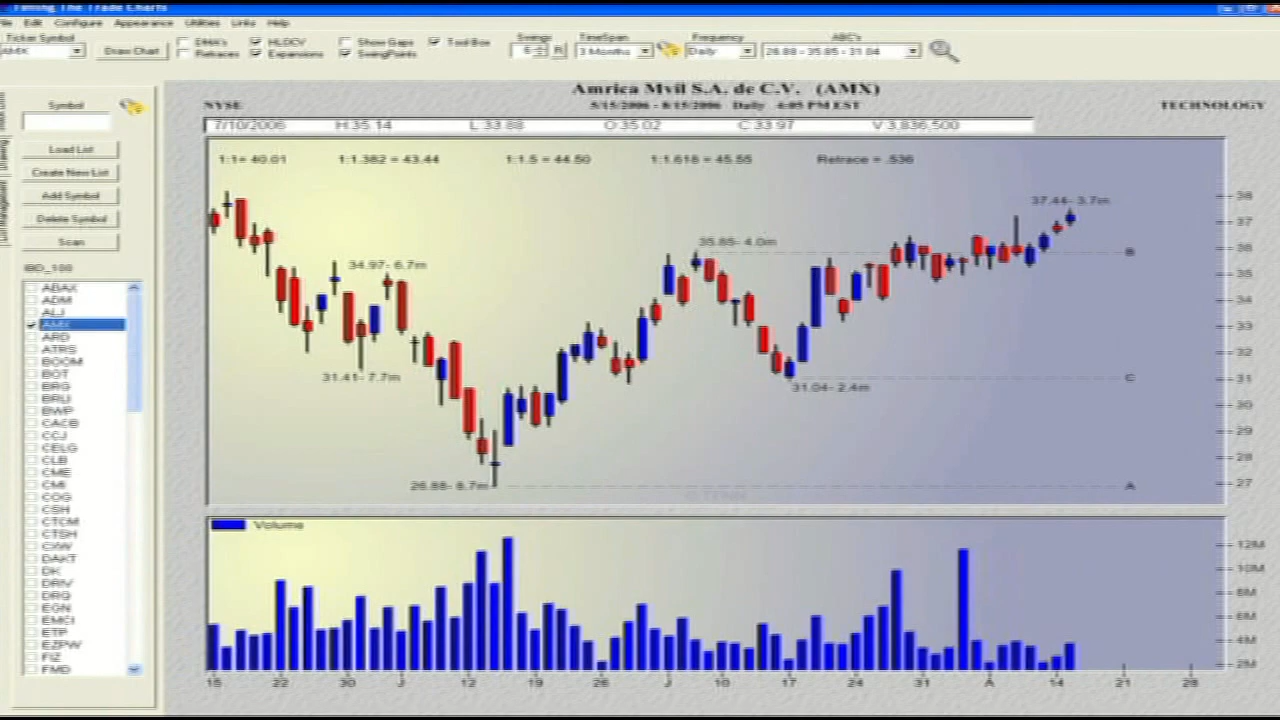 Timing The Trade Charts
File Edit Configure Appearance Utilities Links Help
Ticker Symbol
AMX
Draw Chart
DMA's
HLOCV
Show Gaps
Tool Box
Retraces
Expansions
SwingPoints
Swings
TimeSpan
Frequency
ABC's
6
R
3 Months
Daily
26.88 - 35.85 - 31.04
Amrica Mvil S.A. de C.V. (AMX)
NYSE
5/15/2006 - 8/15/2006 Daily 4:05 PM EST
TECHNOLOGY
7/10/2006 H:35.14 L:33.88 O:35.02 C:33.97 V:3,836,500
1:1= 40.01 1:1.382 = 43.44 1:1.5 = 44.50 1:1.618 = 45.55 Retrace = .536
Symbol
Load List
Create New List
Add Symbol
Delete Symbol
Scan
IBD_100
ABAX
ADM
ALJ
AMX
ARD
ATRS
BOOM
BOT
BRG
BRLI
BWP
CACB
CCJ
CELG
CLB
CME
CMI
COG
CSH
CTCM
CTSH
CXW
DAKT
DK
DRIV
DRQ
EGN
EMCI
ETP
EZPW
FIZ
FMD
37.44- 3.7m
35.85- 4.0m
34.97- 6.7m
31.41- 7.7m
31.04- 2.4m
26.88- 8.7m
B
C
A
38
37
36
35
34
33
32
31
30
29
28
27
Volume
12M
10M
8M
6M
4M
2M
15 22 30 J 12 19 26 J 10 17 24 31 A 14 21 28